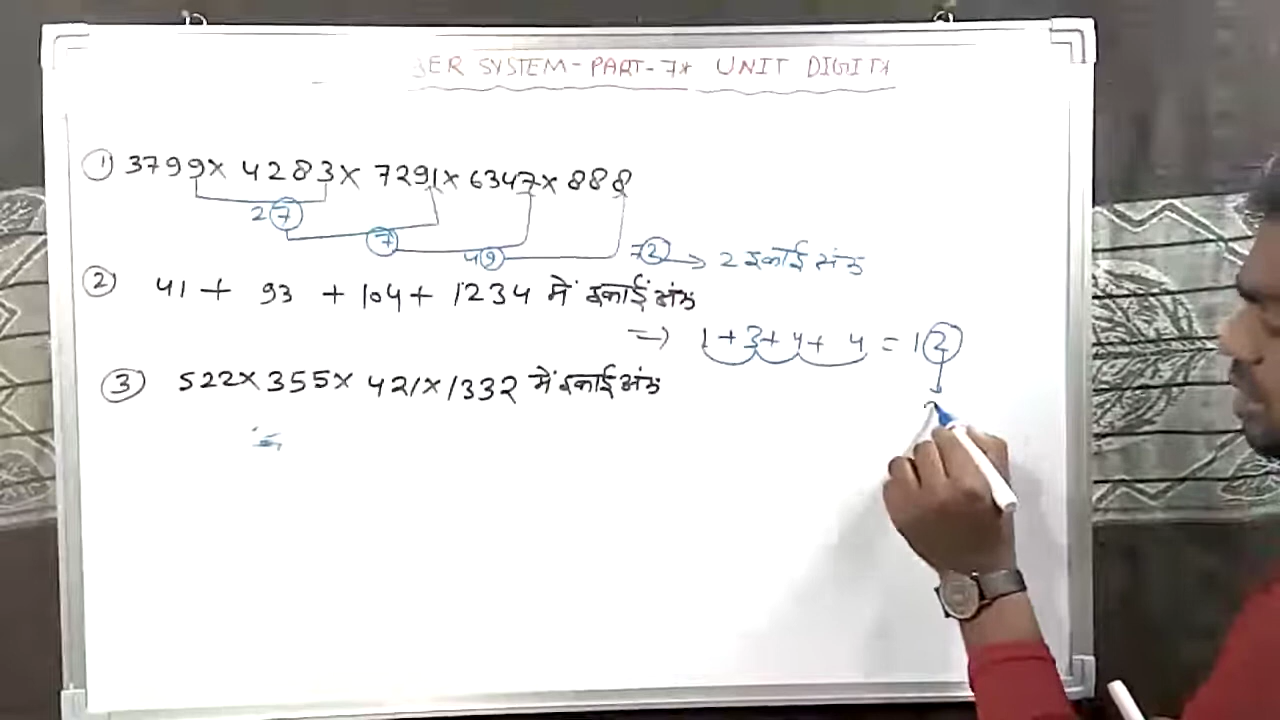 BER SYSTEM-PART-7* UNIT DIGIT*
① 3799× 4283× 7291× 6347× 888
2⑦
⑦
4⑨
7② → 2 इकाई अंक
② 41 + 93 + 104 + 1234 में इकाई अंक
⇒ 1+3+4+ 4 = 1②
③ 522× 355× 421×1332 में इकाई अंक